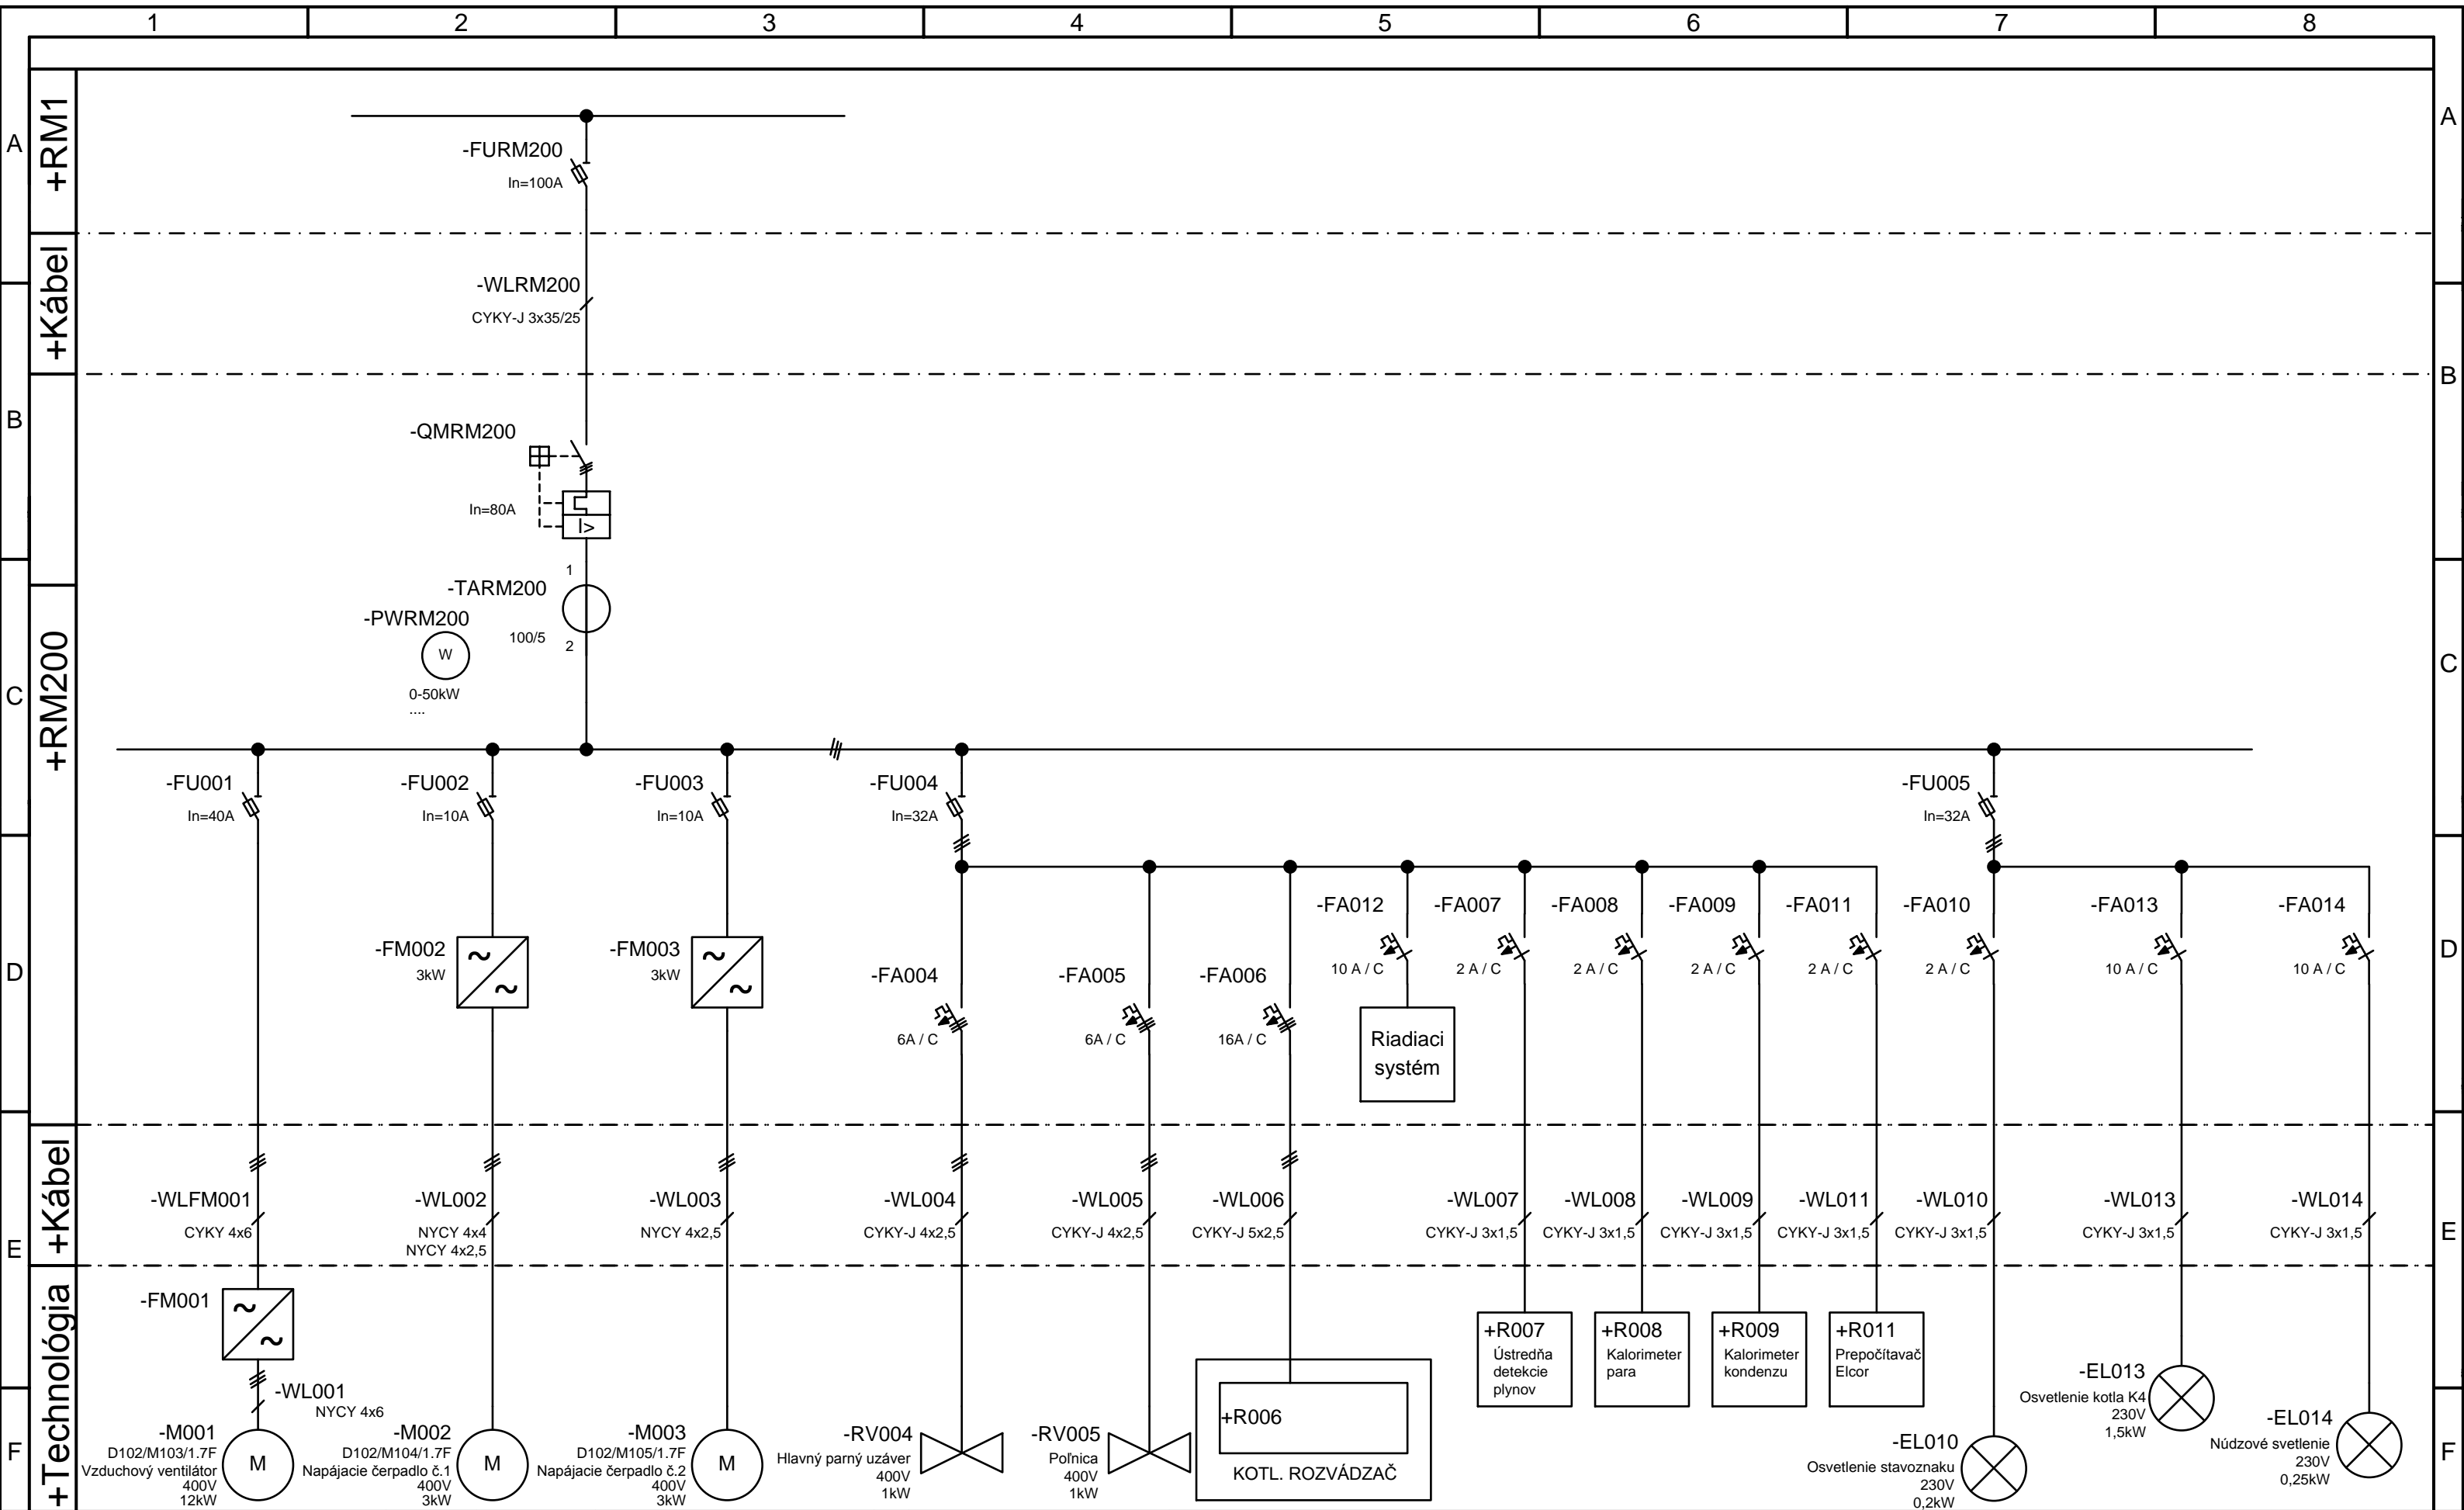 1 2 3 4 5 6 7 8
A
+RM1
A
-FURM200
In=100A
+Kábel
-WLRM200
CYKY-J 3x35/25
B
B
-QMRM200
In=80A
I>
+RM200
1
-TARM200
-PWRM200
100/5
2
W
0-50kW
....
C
C
-FU001
In=40A
-FU002
In=10A
-FU003
In=10A
-FU004
In=32A
-FU005
In=32A
D
D
-FM002
3kW
~
~
-FM003
3kW
~
~
-FA004
6A / C
-FA005
6A / C
-FA006
16A / C
-FA012
10 A / C
Riadiaci
systém
-FA007
2 A / C
-FA008
2 A / C
-FA009
2 A / C
-FA011
2 A / C
-FA010
2 A / C
-FA013
10 A / C
-FA014
10 A / C
+Kábel
E
E
-WLFM001
CYKY 4x6
-WL002
NYCY 4x4
NYCY 4x2,5
-WL003
NYCY 4x2,5
-WL004
CYKY-J 4x2,5
-WL005
CYKY-J 4x2,5
-WL006
CYKY-J 5x2,5
-WL007
CYKY-J 3x1,5
-WL008
CYKY-J 3x1,5
-WL009
CYKY-J 3x1,5
-WL011
CYKY-J 3x1,5
-WL010
CYKY-J 3x1,5
-WL013
CYKY-J 3x1,5
-WL014
CYKY-J 3x1,5
+Technológia
F
F
-FM001
~
~
-WL001
NYCY 4x6
-M001
D102/M103/1.7F
Vzduchový ventilátor
400V
12kW
M
-M002
D102/M104/1.7F
Napájacie čerpadlo č.1
400V
3kW
M
-M003
D102/M105/1.7F
Napájacie čerpadlo č.2
400V
3kW
M
-RV004
Hlavný parný uzáver
400V
1kW
-RV005
Poľnica
400V
1kW
+R006
KOTL. ROZVÁDZAČ
+R007
Ústredňa
detekcie
plynov
+R008
Kalorimeter
para
+R009
Kalorimeter
kondenzu
+R011
Prepočítavač
Elcor
-EL010
Osvetlenie stavoznaku
230V
0,2kW
-EL013
Osvetlenie kotla K4
230V
1,5kW
-EL014
Núdzové svetlenie
230V
0,25kW